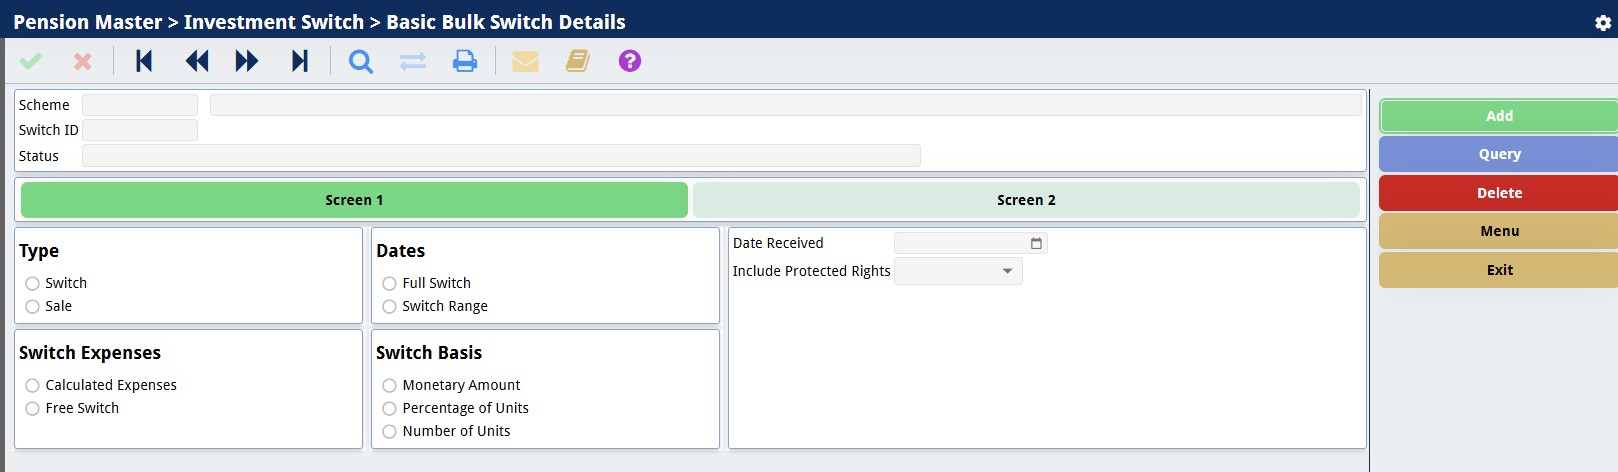 Pension Master > Investment Switch > Basic Bulk Switch Details
?
Scheme
Switch ID
Status
Add
Query
Delete
Menu
Exit
Screen 1 Screen 2
Type
Switch
Sale
Dates
Full Switch
Switch Range
Date Received
Include Protected Rights
Switch Expenses
Calculated Expenses
Free Switch
Switch Basis
Monetary Amount
Percentage of Units
Number of Units